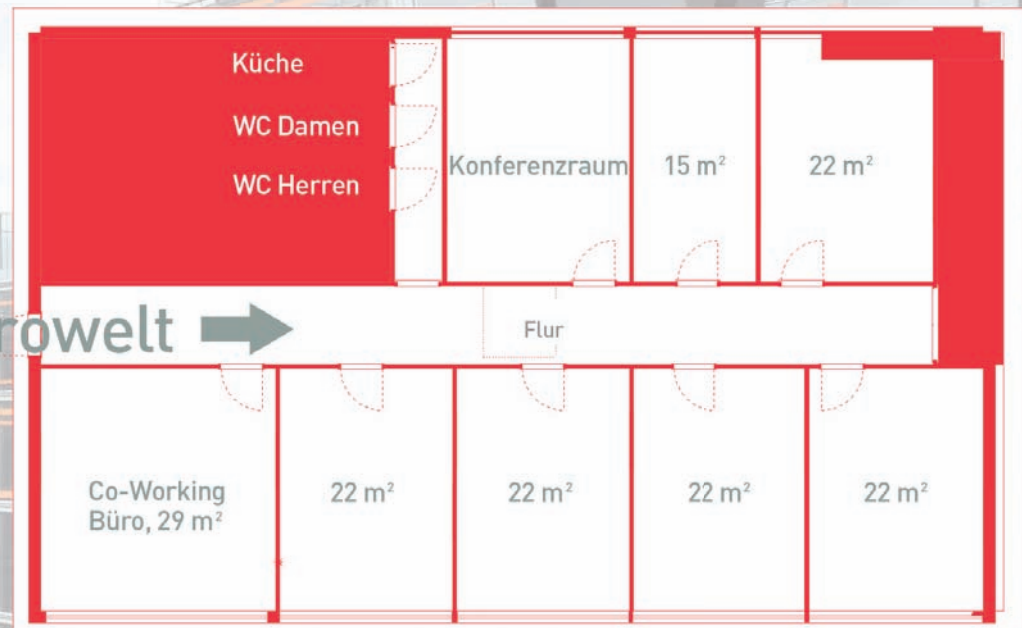 Küche
WC Damen
WC Herren
Konferenzraum
15 m²
22 m²
rowelt
Flur
Co-Working
Büro, 29 m²
22 m²
22 m²
22 m²
22 m²